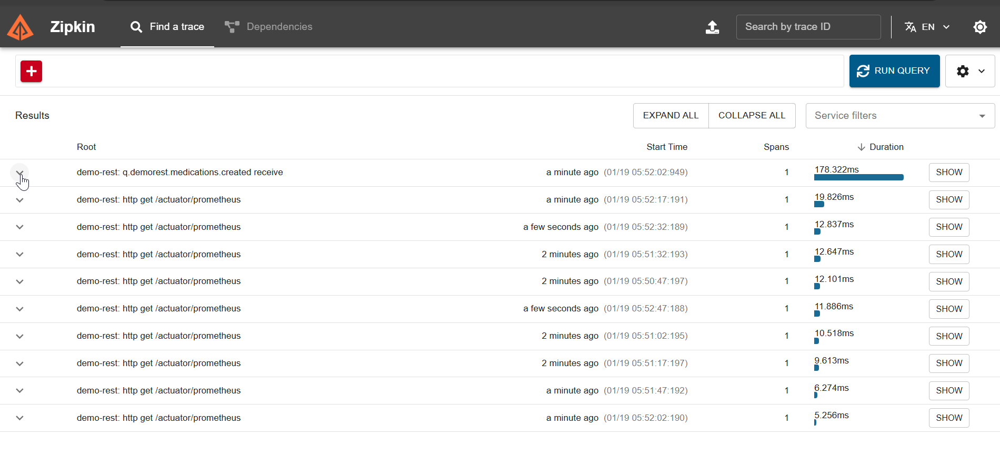 Zipkin Find a trace Dependencies Search by trace ID EN
RUN QUERY
Results EXPAND ALL COLLAPSE ALL Service filters
Root Start Time Spans Duration
demo-rest: q.demorest.medications.created receive a minute ago (01/19 05:52:02:949) 1 178.322ms SHOW
demo-rest: http get /actuator/prometheus a minute ago (01/19 05:52:17:191) 1 19.826ms SHOW
demo-rest: http get /actuator/prometheus a few seconds ago (01/19 05:52:32:189) 1 12.837ms SHOW
demo-rest: http get /actuator/prometheus 2 minutes ago (01/19 05:51:32:193) 1 12.647ms SHOW
demo-rest: http get /actuator/prometheus 2 minutes ago (01/19 05:50:47:197) 1 12.101ms SHOW
demo-rest: http get /actuator/prometheus a few seconds ago (01/19 05:52:47:188) 1 11.886ms SHOW
demo-rest: http get /actuator/prometheus 2 minutes ago (01/19 05:51:02:195) 1 10.518ms SHOW
demo-rest: http get /actuator/prometheus 2 minutes ago (01/19 05:51:17:197) 1 9.613ms SHOW
demo-rest: http get /actuator/prometheus a minute ago (01/19 05:51:47:192) 1 6.274ms SHOW
demo-rest: http get /actuator/prometheus a minute ago (01/19 05:52:02:190) 1 5.256ms SHOW